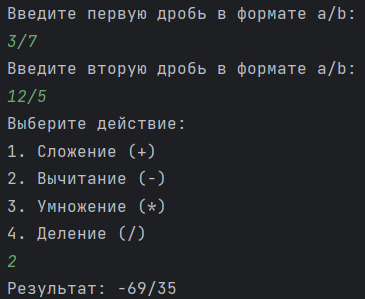 Введите первую дробь в формате a/b:
3/7
Введите вторую дробь в формате a/b:
12/5
Выберите действие:
1. Сложение (+)
2. Вычитание (-)
3. Умножение (*)
4. Деление (/)
2
Результат: -69/35